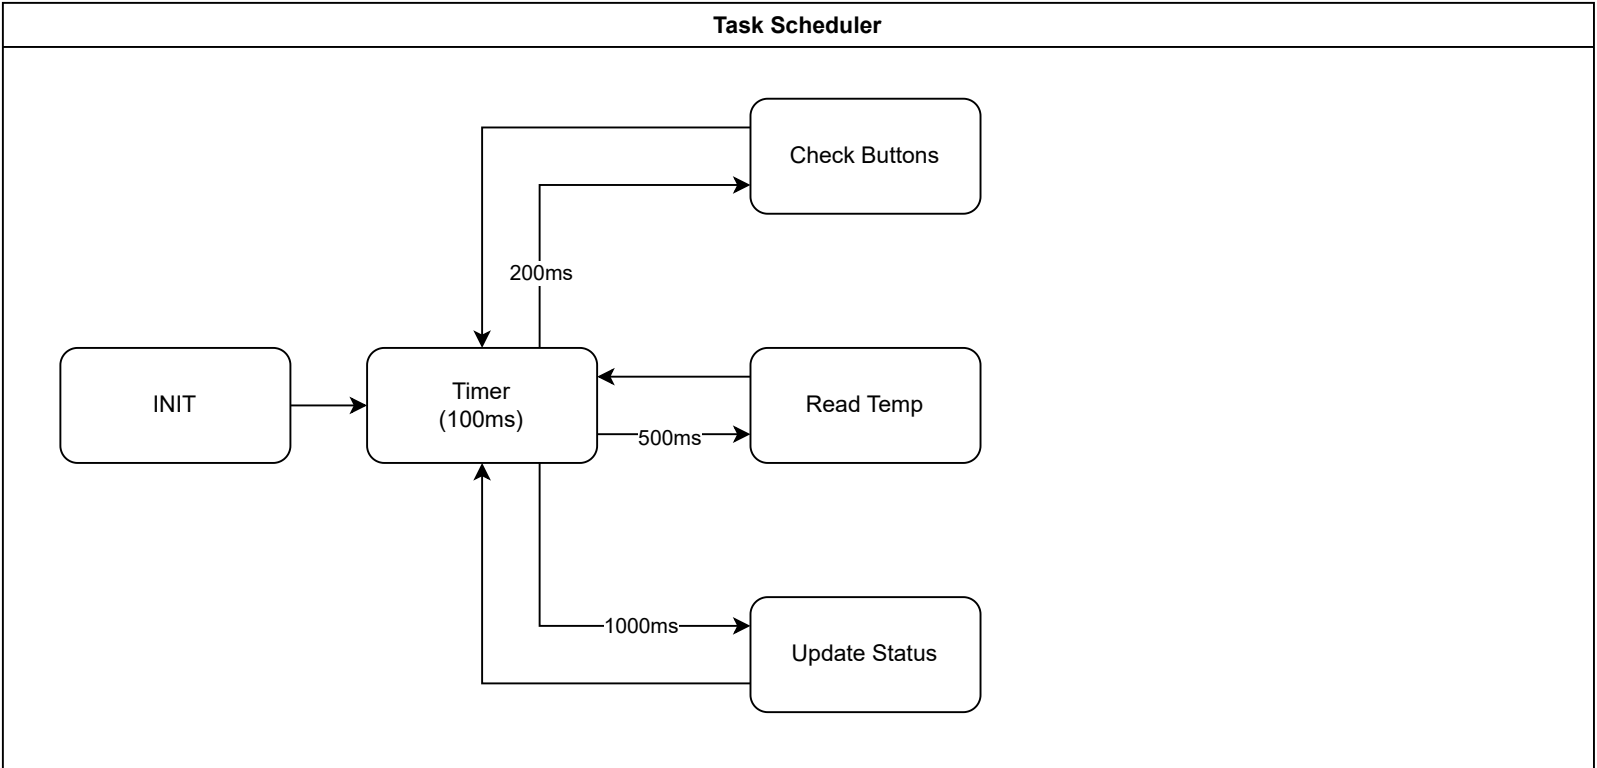 Task Scheduler
Check Buttons
200ms
INIT
Timer
(100ms)
Read Temp
500ms
1000ms
Update Status